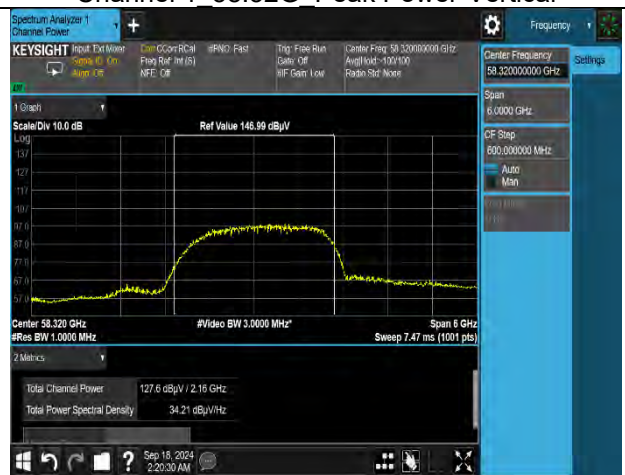 Channel 1_58.32G_Peak Power Vertical
Spectrum Analyzer 1
Channel Power
+
Frequency
KEYSIGHT
Input: Ext Mixer
Signal ID: On
Align: Off
Corr CCorr RCal
Freq Ref: Int (S)
NFE: Off
#PNO: Fast
Trig: Free Run
Gate: Off
#IF Gain: Low
Center Freq: 58.320000000 GHz
Avg|Hold:>100/100
Radio Std: None
Center Frequency
58.320000000 GHz
Settings
Span
6.0000 GHz
CF Step
600.000000 MHz
Auto
Man
1 Graph
Scale/Div 10.0 dB
Ref Value 146.99 dBµV
Log
137
127
117
107
97.0
87.0
77.0
67.0
57.0
Center 58.320 GHz
#Video BW 3.0000 MHz*
Span 6 GHz
#Res BW 1.0000 MHz
Sweep 7.47 ms (1001 pts)
2 Metrics
Total Channel Power 127.6 dBµV / 2.16 GHz
Total Power Spectral Density 34.21 dBµV/Hz
?
Sep 18, 2024
2:20:30 AM